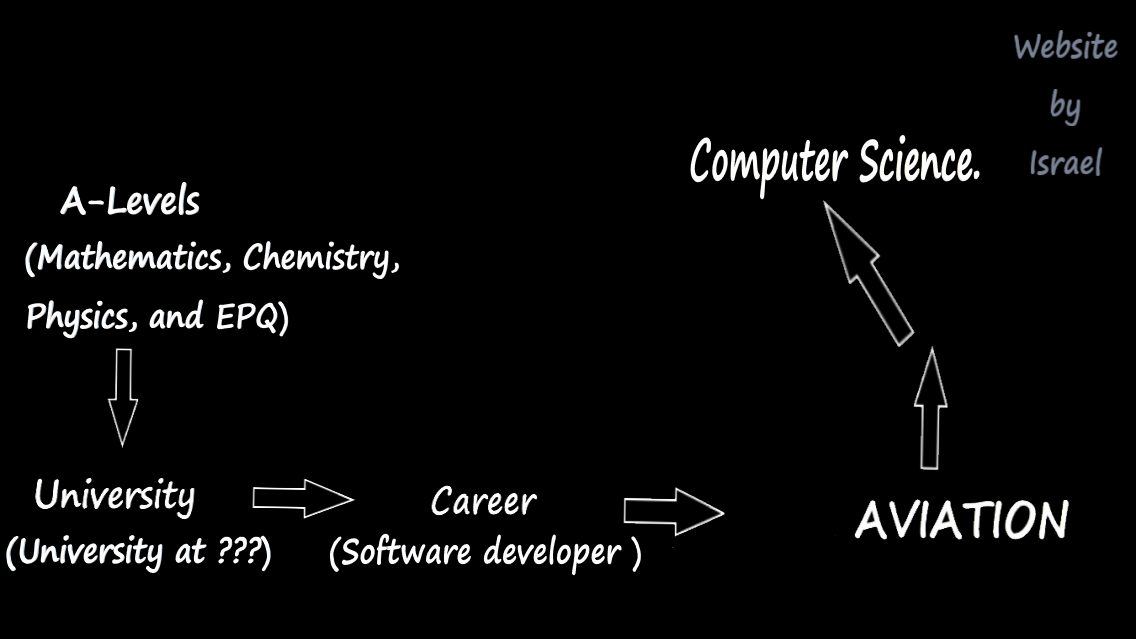 Website
by
Israel
Computer Science.
A-Levels
(Mathematics, Chemistry,
Physics, and EPQ)
University
(University at ???)
Career
(Software developer )
AVIATION